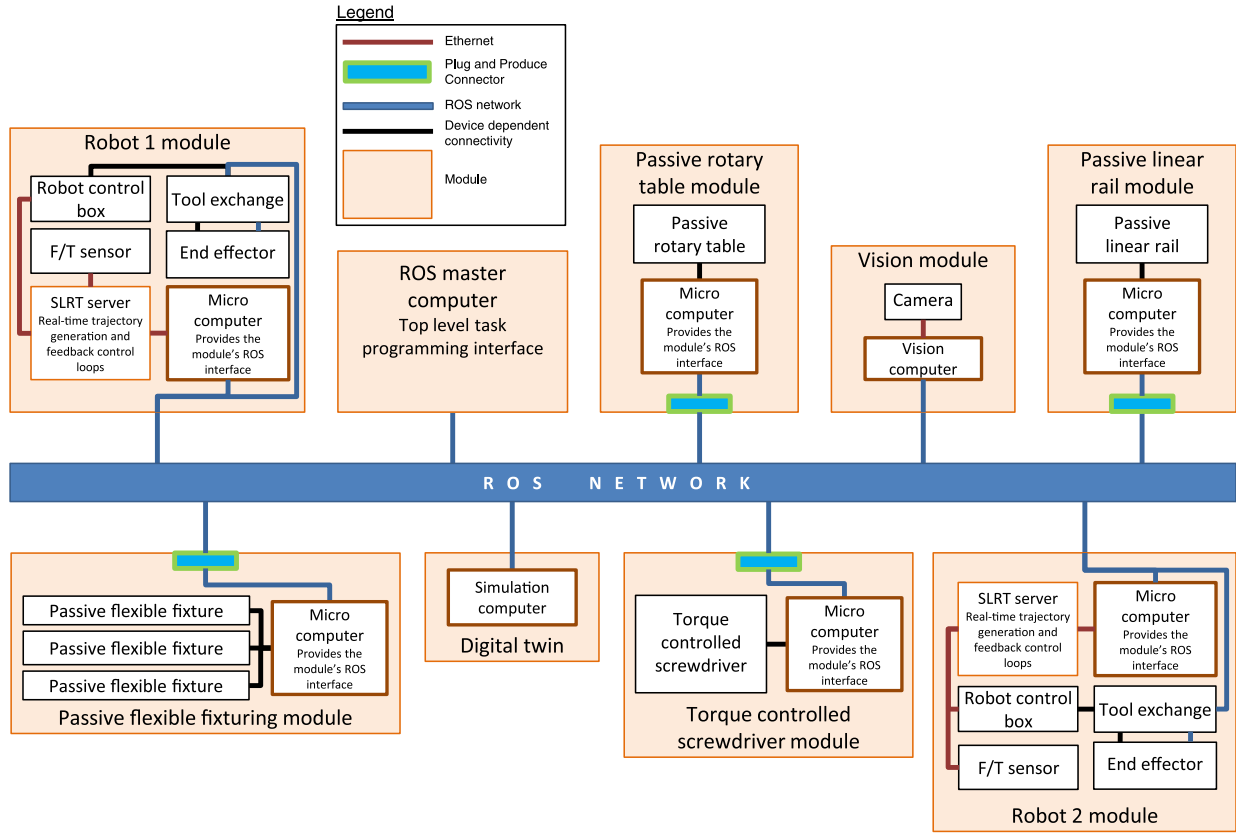 Legend
Ethernet
Plug and Produce
Connector
ROS network
Device dependent
connectivity
Module
Robot 1 module
Robot control
box
Tool exchange
F/T sensor
End effector
SLRT server
Real-time trajectory
generation and
feedback control
loops
Micro
computer
Provides the
module's ROS
interface
ROS master
computer
Top level task
programming interface
Passive rotary
table module
Passive
rotary table
Micro
computer
Provides the
module's ROS
interface
Vision module
Camera
Vision
computer
Passive linear
rail module
Passive
linear rail
Micro
computer
Provides the
module's ROS
interface
ROS NETWORK
Passive flexible fixture
Passive flexible fixture
Passive flexible fixture
Micro
computer
Provides the
module's ROS
interface
Passive flexible fixturing module
Simulation
computer
Digital twin
Torque
controlled
screwdriver
Micro
computer
Provides the
module's ROS
interface
Torque controlled
screwdriver module
SLRT server
Real-time trajectory
generation and
feedback control
loops
Micro
computer
Provides the
module's ROS
interface
Robot control
box
Tool exchange
F/T sensor
End effector
Robot 2 module